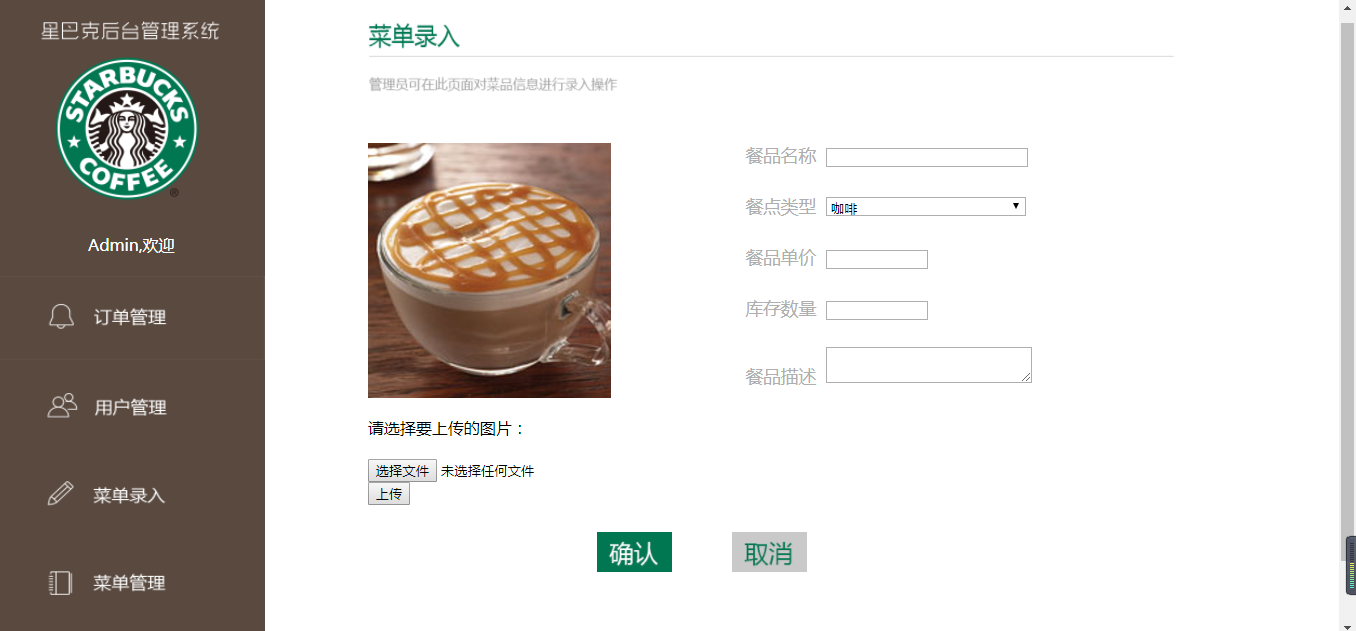 星巴克后台管理系统
STARBUCKS
COFFEE
®
Admin,欢迎
订单管理
用户管理
菜单录入
菜单管理
菜单录入
管理员可在此页面对菜品信息进行录入操作
餐品名称
餐点类型 咖啡
餐品单价
库存数量
餐品描述
请选择要上传的图片：
选择文件 未选择任何文件
上传
确认 取消